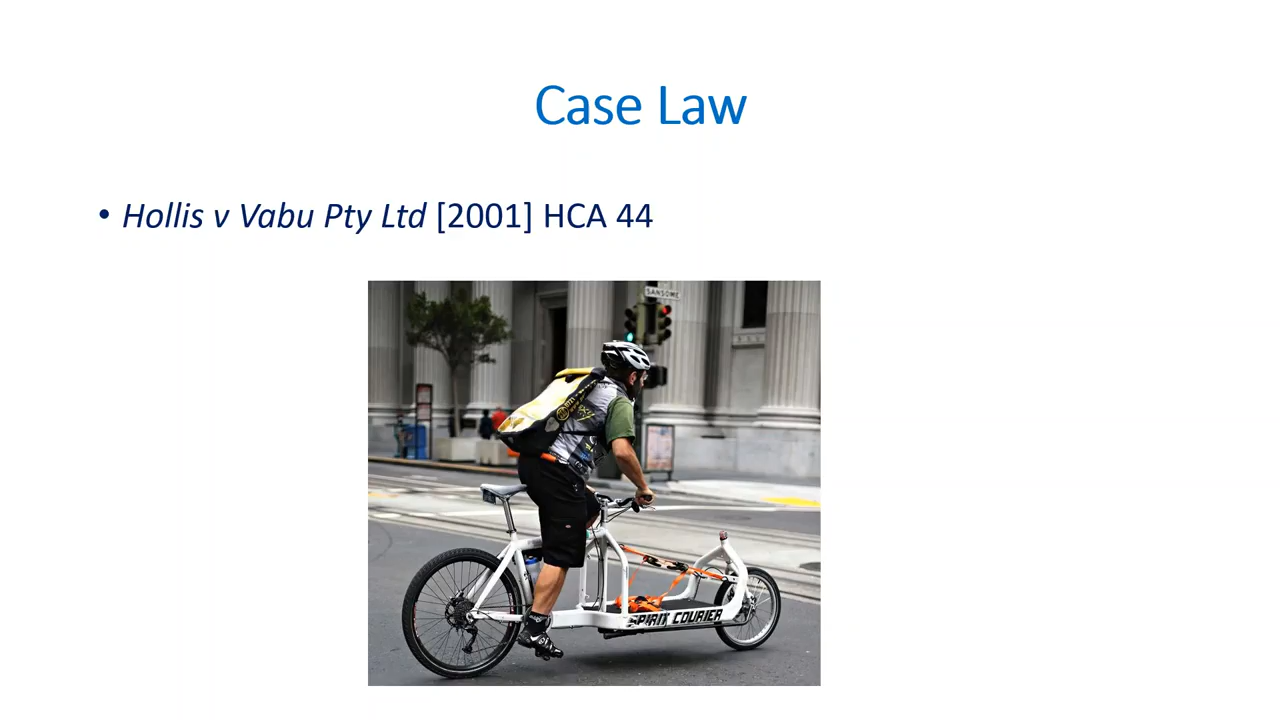 Case Law
• Hollis v Vabu Pty Ltd [2001] HCA 44
SANSOME
SPIRIT COURIER